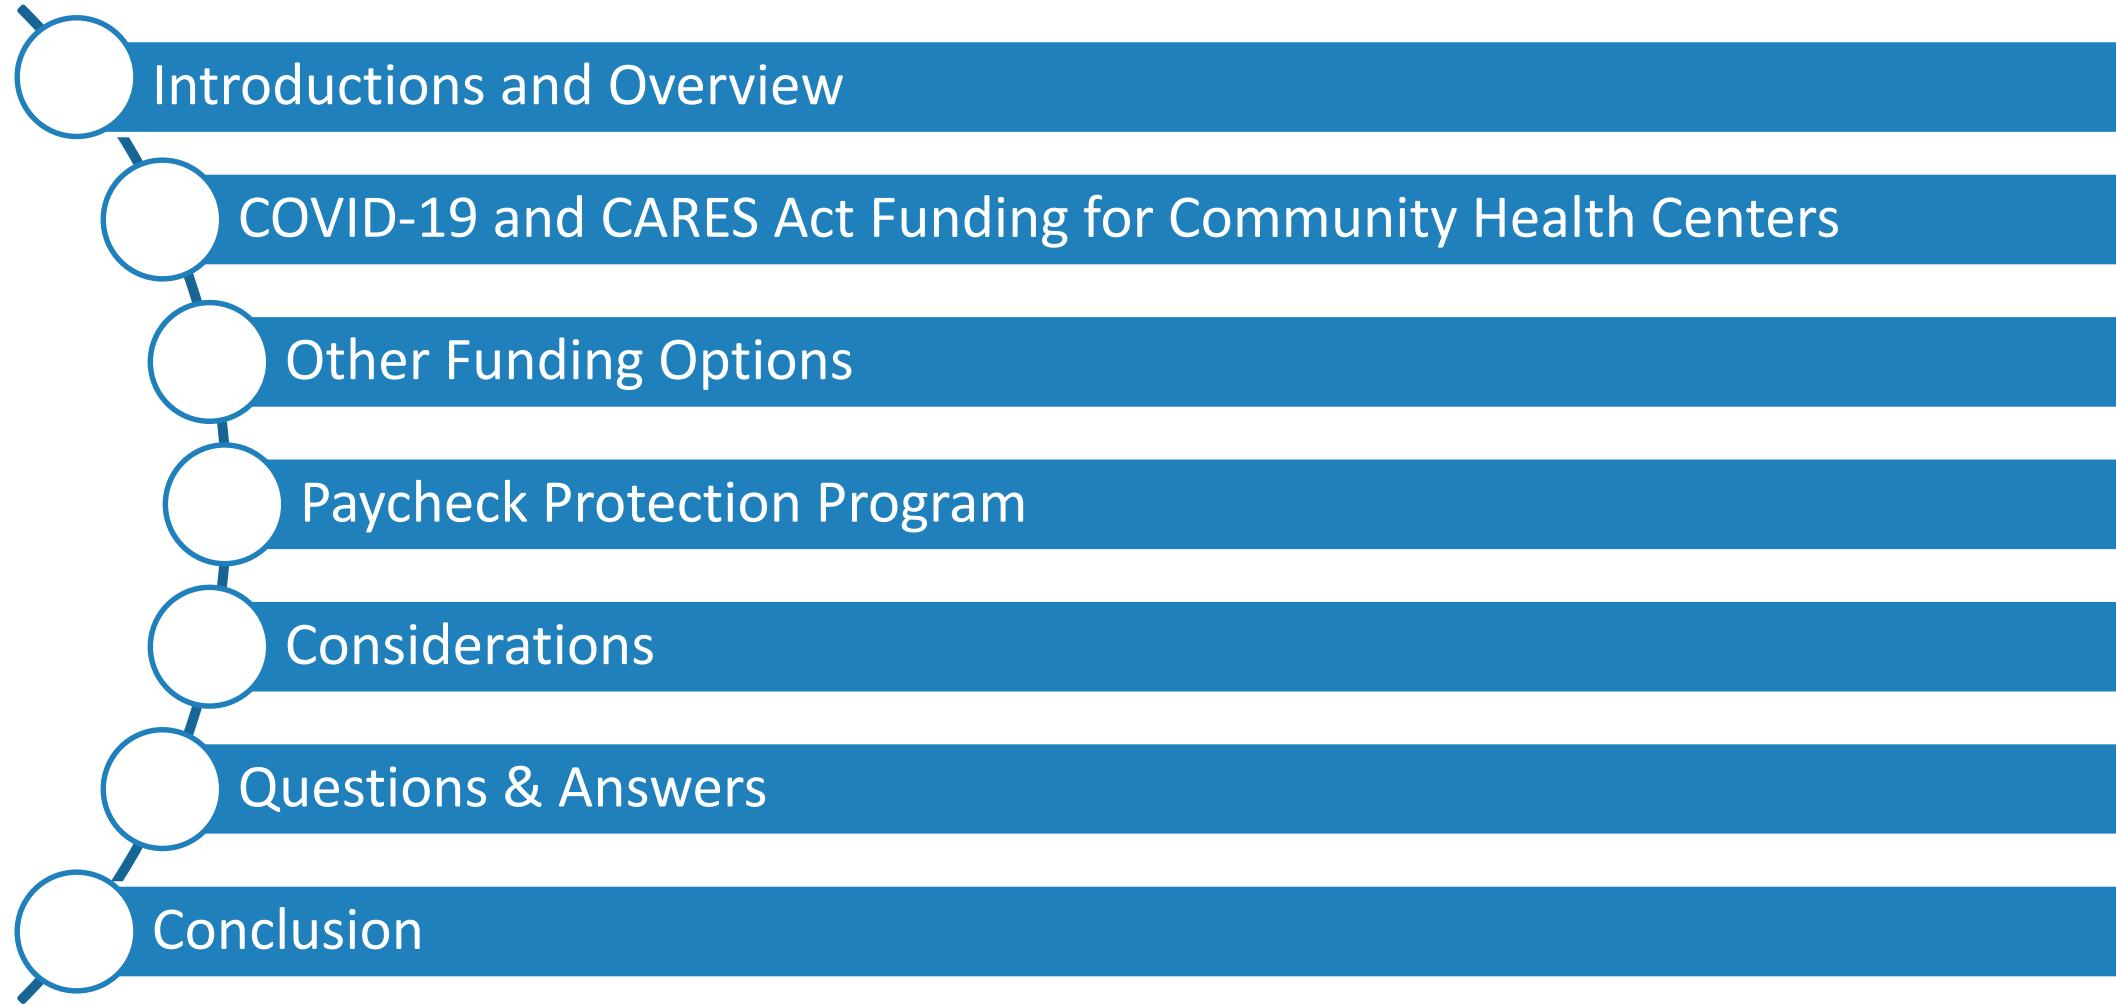 Introductions and Overview
COVID-19 and CARES Act Funding for Community Health Centers
Other Funding Options
Paycheck Protection Program
Considerations
Questions & Answers
Conclusion